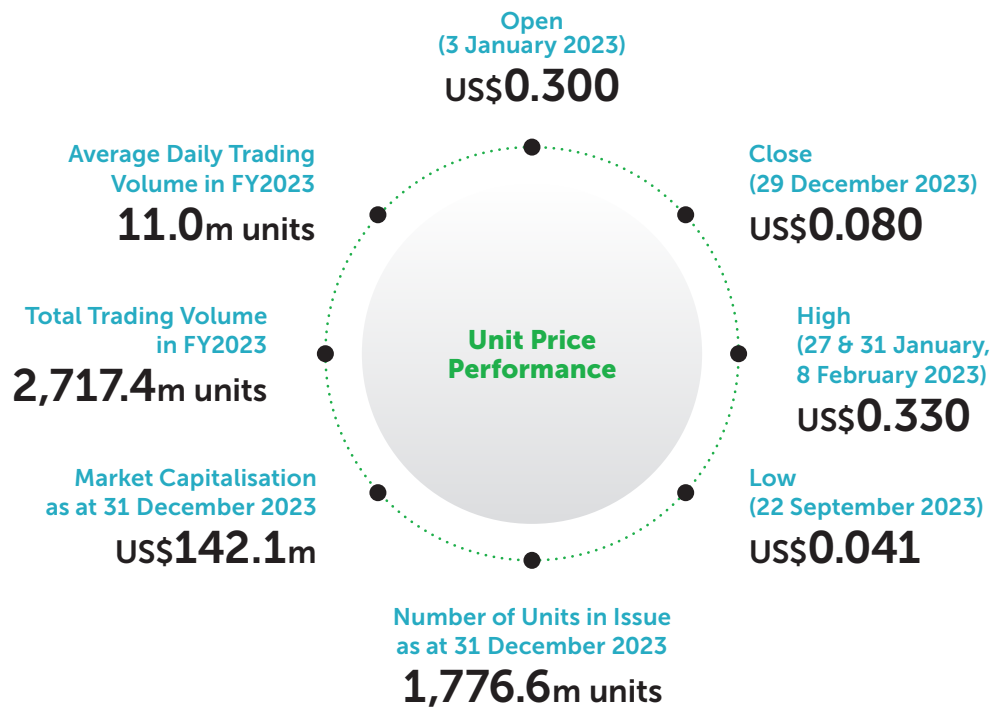 Open
(3 January 2023)
US$0.300
Average Daily Trading
Volume in FY2023
11.0m units
Close
(29 December 2023)
US$0.080
Total Trading Volume
in FY2023
2,717.4m units
Unit Price
Performance
High
(27 & 31 January,
8 February 2023)
US$0.330
Market Capitalisation
as at 31 December 2023
US$142.1m
Low
(22 September 2023)
US$0.041
Number of Units in Issue
as at 31 December 2023
1,776.6m units